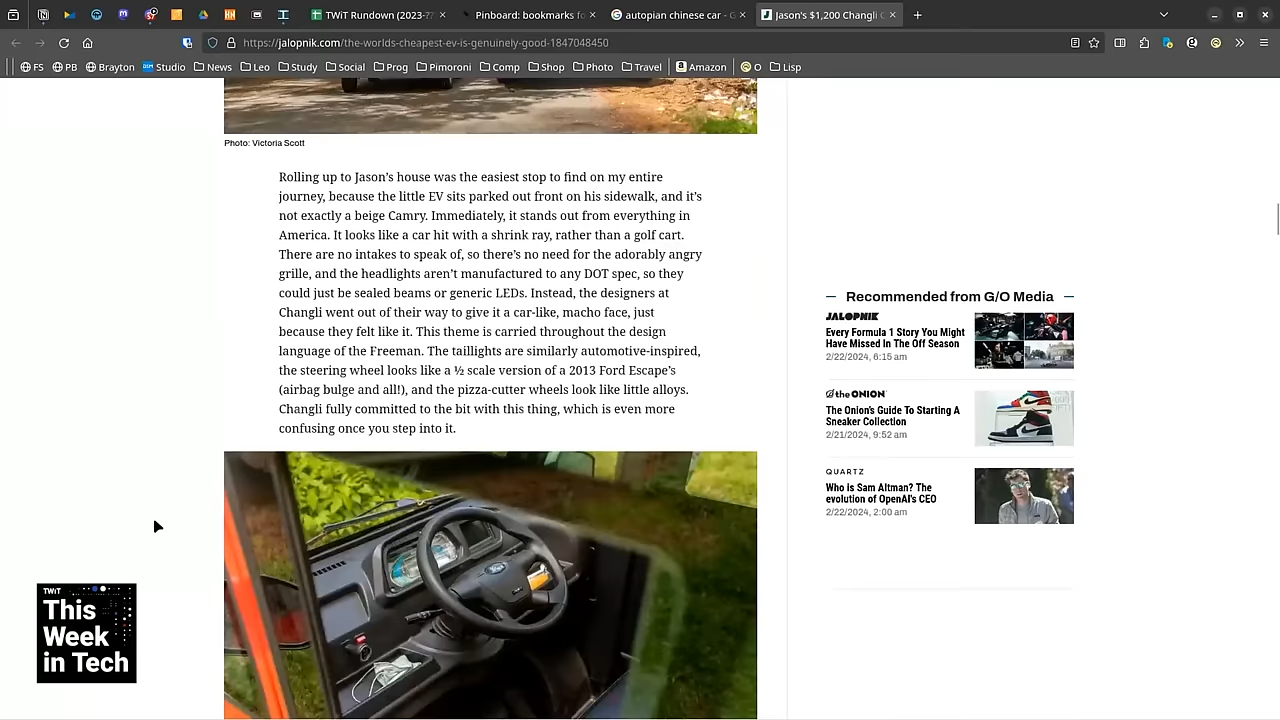 TWiT Rundown (2023-??
Pinboard: bookmarks fo
autopian chinese car - G
Jason's $1,200 Changli
https://jalopnik.com/the-worlds-cheapest-ev-is-genuinely-good-1847048450
FS
PB
Brayton
Studio
News
Leo
Study
Social
Prog
Pimoroni
Comp
Shop
Photo
Travel
Amazon
O
Lisp
Photo: Victoria Scott
Rolling up to Jason’s house was the easiest stop to find on my entire
journey, because the little EV sits parked out front on his sidewalk, and it’s
not exactly a beige Camry. Immediately, it stands out from everything in
America. It looks like a car hit with a shrink ray, rather than a golf cart.
There are no intakes to speak of, so there’s no need for the adorably angry
grille, and the headlights aren’t manufactured to any DOT spec, so they
could just be sealed beams or generic LEDs. Instead, the designers at
Changli went out of their way to give it a car-like, macho face, just
because they felt like it. This theme is carried throughout the design
language of the Freeman. The taillights are similarly automotive-inspired,
the steering wheel looks like a ½ scale version of a 2013 Ford Escape’s
(airbag bulge and all!), and the pizza-cutter wheels look like little alloys.
Changli fully committed to the bit with this thing, which is even more
confusing once you step into it.
Recommended from G/O Media
JALOPNIK
Every Formula 1 Story You Might
Have Missed In The Off Season
2/22/2024, 6:15 am
the ONION
The Onion’s Guide To Starting A
Sneaker Collection
2/21/2024, 9:52 am
QUARTZ
Who is Sam Altman? The
evolution of OpenAI’s CEO
2/22/2024, 2:00 am
TWiT
This
Week
in Tech